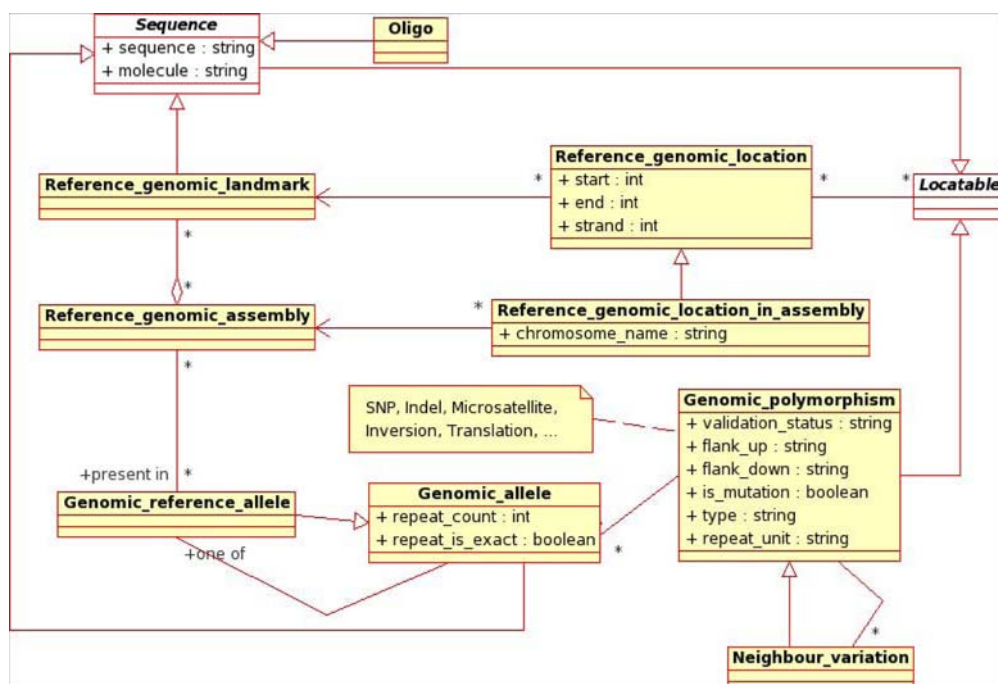 Sequence
+ sequence : string
+ molecule : string
Oligo
Reference_genomic_landmark
*
Reference_genomic_location
+ start : int
+ end : int
+ strand : int
*
*
*
Locatable
*
*
Reference_genomic_assembly
*
*
Reference_genomic_location_in_assembly
+ chromosome_name : string
SNP, Indel, Microsatellite,
Inversion, Translation, ...
Genomic_polymorphism
+ validation_status : string
+ flank_up : string
+ flank_down : string
+ is_mutation : boolean
+ type : string
+ repeat_unit : string
+present in
*
Genomic_reference_allele
+one of
Genomic_allele
+ repeat_count : int
+ repeat_is_exact : boolean
*
*
Neighbour_variation